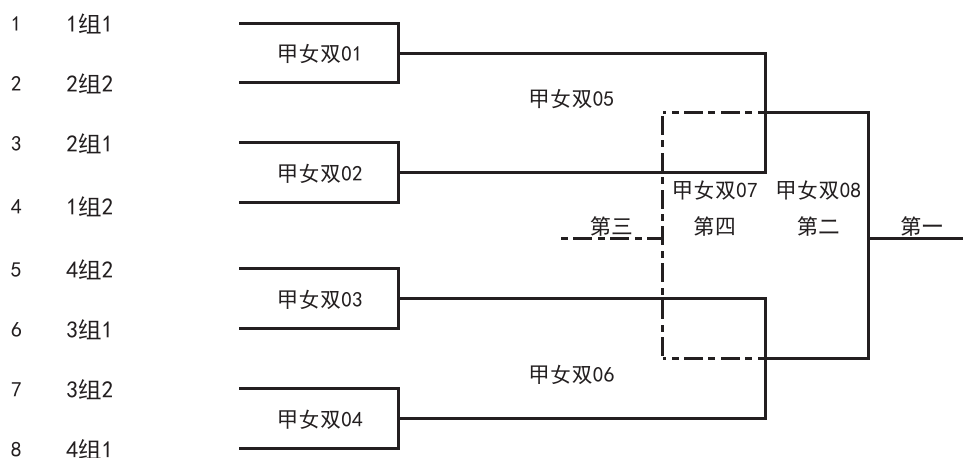 1 1组1
甲女双01
2 2组2
甲女双05
3 2组1
甲女双02
4 1组2
甲女双07 甲女双08
第三 第四 第二 第一
5 4组2
甲女双03
6 3组1
甲女双06
7 3组2
甲女双04
8 4组1